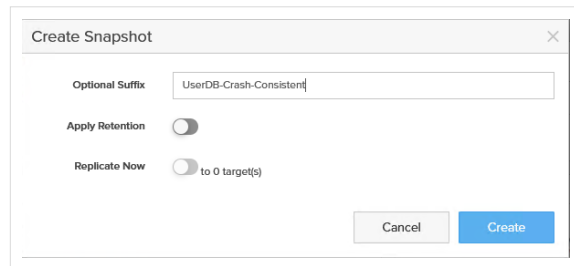 Create Snapshot
Optional Suffix UserDB-Crash-Consistent
Apply Retention
Replicate Now to 0 target(s)
Cancel Create